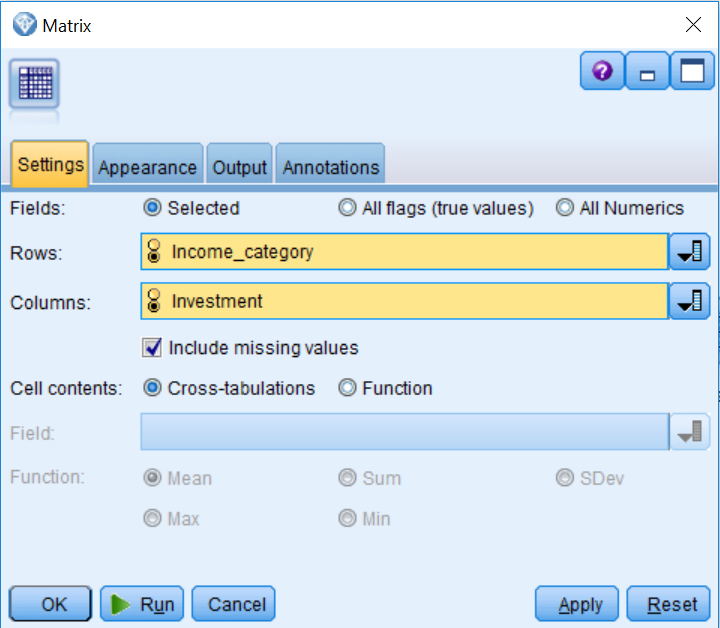 Matrix
Settings Appearance Output Annotations
Fields: Selected All flags (true values) All Numerics
Rows: Income_category
Columns: Investment
Include missing values
Cell contents: Cross-tabulations Function
Field:
Function: Mean Sum SDev
Max Min
OK Run Cancel Apply Reset